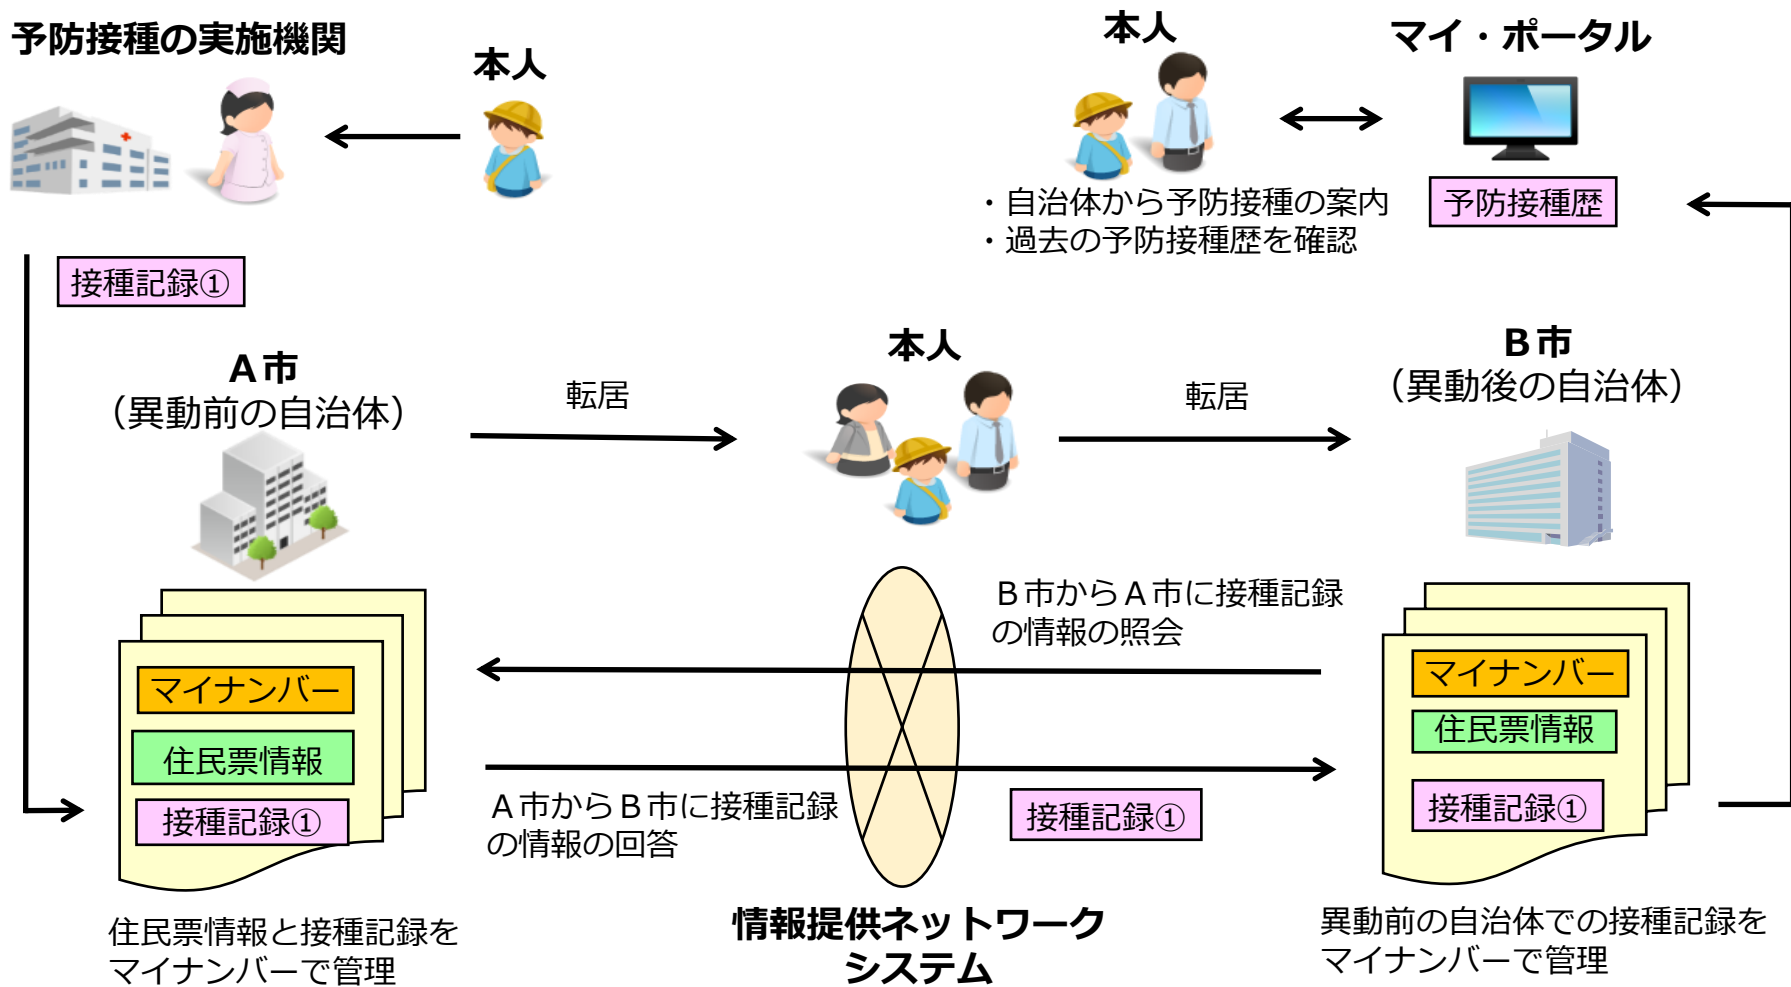 予防接種の実施機関
本人
本人
マイ・ポータル
・自治体から予防接種の案内
・過去の予防接種歴を確認
予防接種歴
接種記録①
A市
（異動前の自治体）
転居
本人
転居
B市
（異動後の自治体）
B市からA市に接種記録
の情報の照会
マイナンバー
住民票情報
接種記録①
A市からB市に接種記録
の情報の回答
接種記録①
マイナンバー
住民票情報
接種記録①
住民票情報と接種記録を
マイナンバーで管理
情報提供ネットワーク
システム
異動前の自治体での接種記録を
マイナンバーで管理